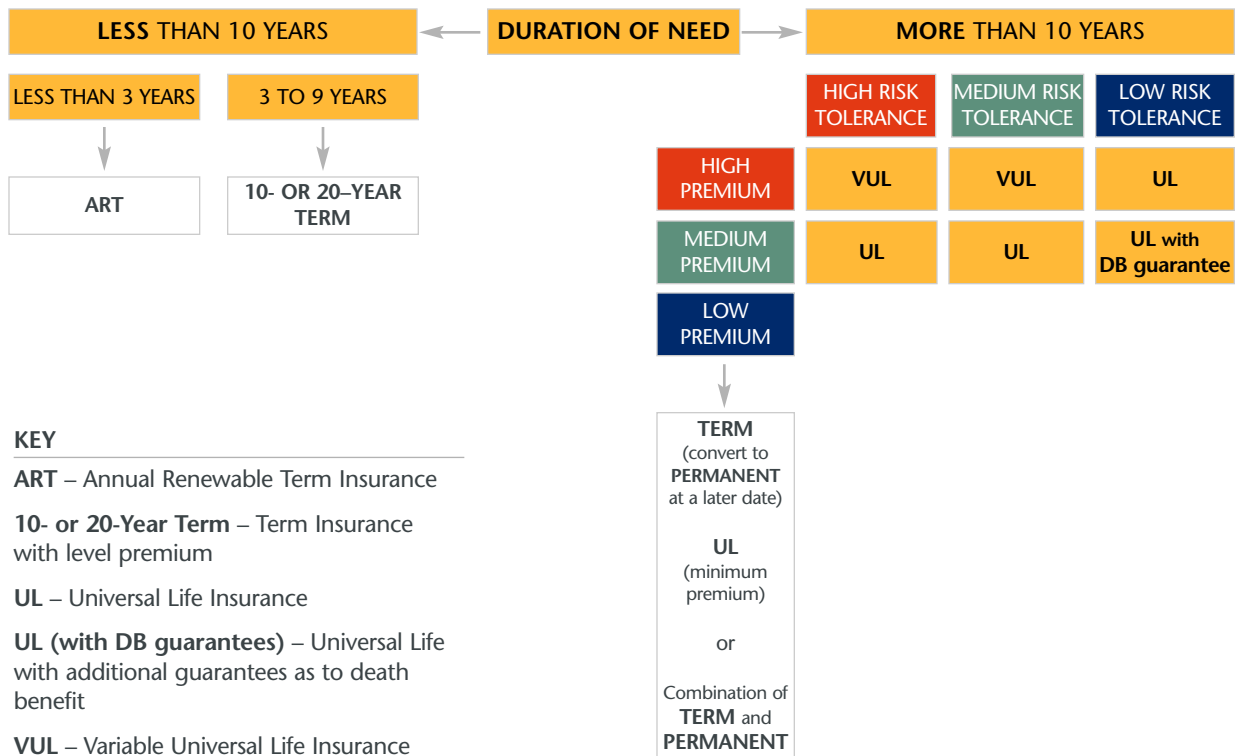 LESS THAN 10 YEARS
DURATION OF NEED
MORE THAN 10 YEARS
LESS THAN 3 YEARS
3 TO 9 YEARS
ART
10- OR 20–YEAR
TERM
HIGH RISK
TOLERANCE
MEDIUM RISK
TOLERANCE
LOW RISK
TOLERANCE
HIGH
PREMIUM
VUL
VUL
UL
MEDIUM
PREMIUM
UL
UL
UL with
DB guarantee
LOW
PREMIUM
TERM
(convert to
PERMANENT
at a later date)
UL
(minimum
premium)
or
Combination of
TERM and
PERMANENT
KEY
ART – Annual Renewable Term Insurance
10- or 20-Year Term – Term Insurance
with level premium
UL – Universal Life Insurance
UL (with DB guarantees) – Universal Life
with additional guarantees as to death
benefit
VUL – Variable Universal Life Insurance